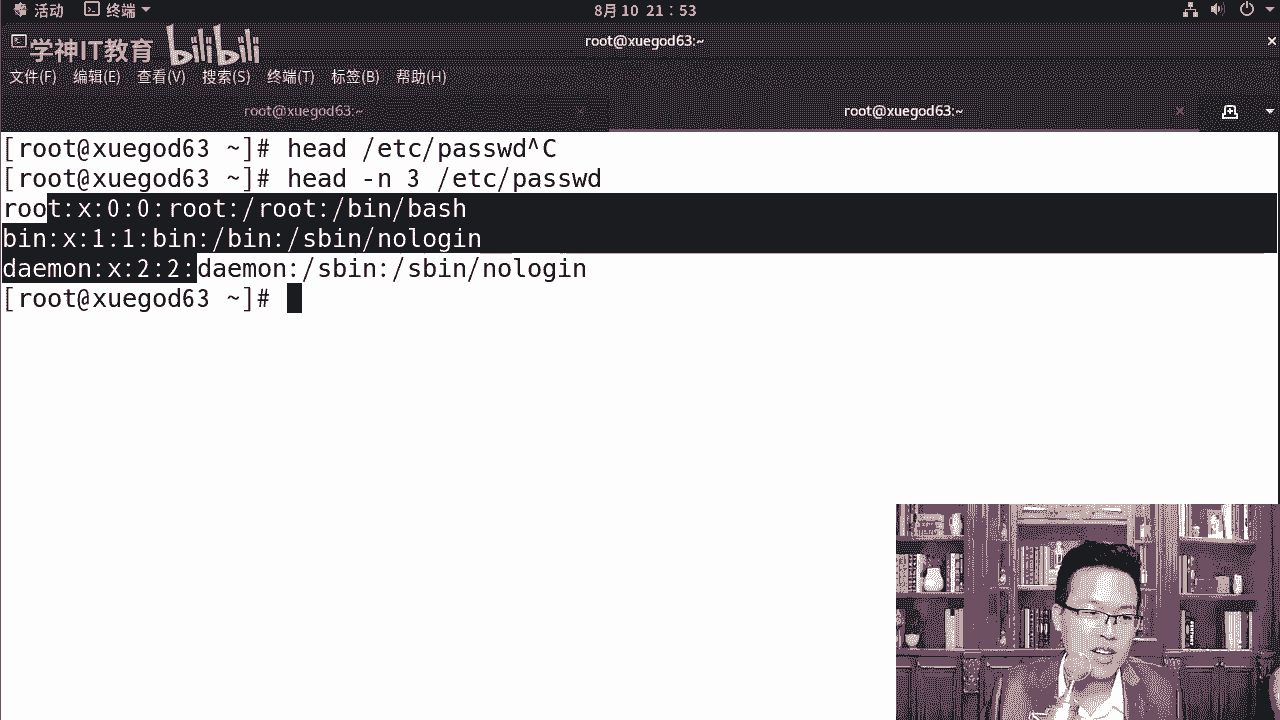 活动 终端 8月10 21:53
学神IT教育 bilibili root@xuegod63:~
文件(F) 编辑(E) 查看(V) 搜索(S) 终端(T) 标签(B) 帮助(H)
root@xuegod63:~ root@xuegod63:~
[root@xuegod63 ~]# head /etc/passwd^C
[root@xuegod63 ~]# head -n 3 /etc/passwd
root:x:0:0:root:/root:/bin/bash
bin:x:1:1:bin:/bin:/sbin/nologin
daemon:x:2:2:daemon:/sbin:/sbin/nologin
[root@xuegod63 ~]#